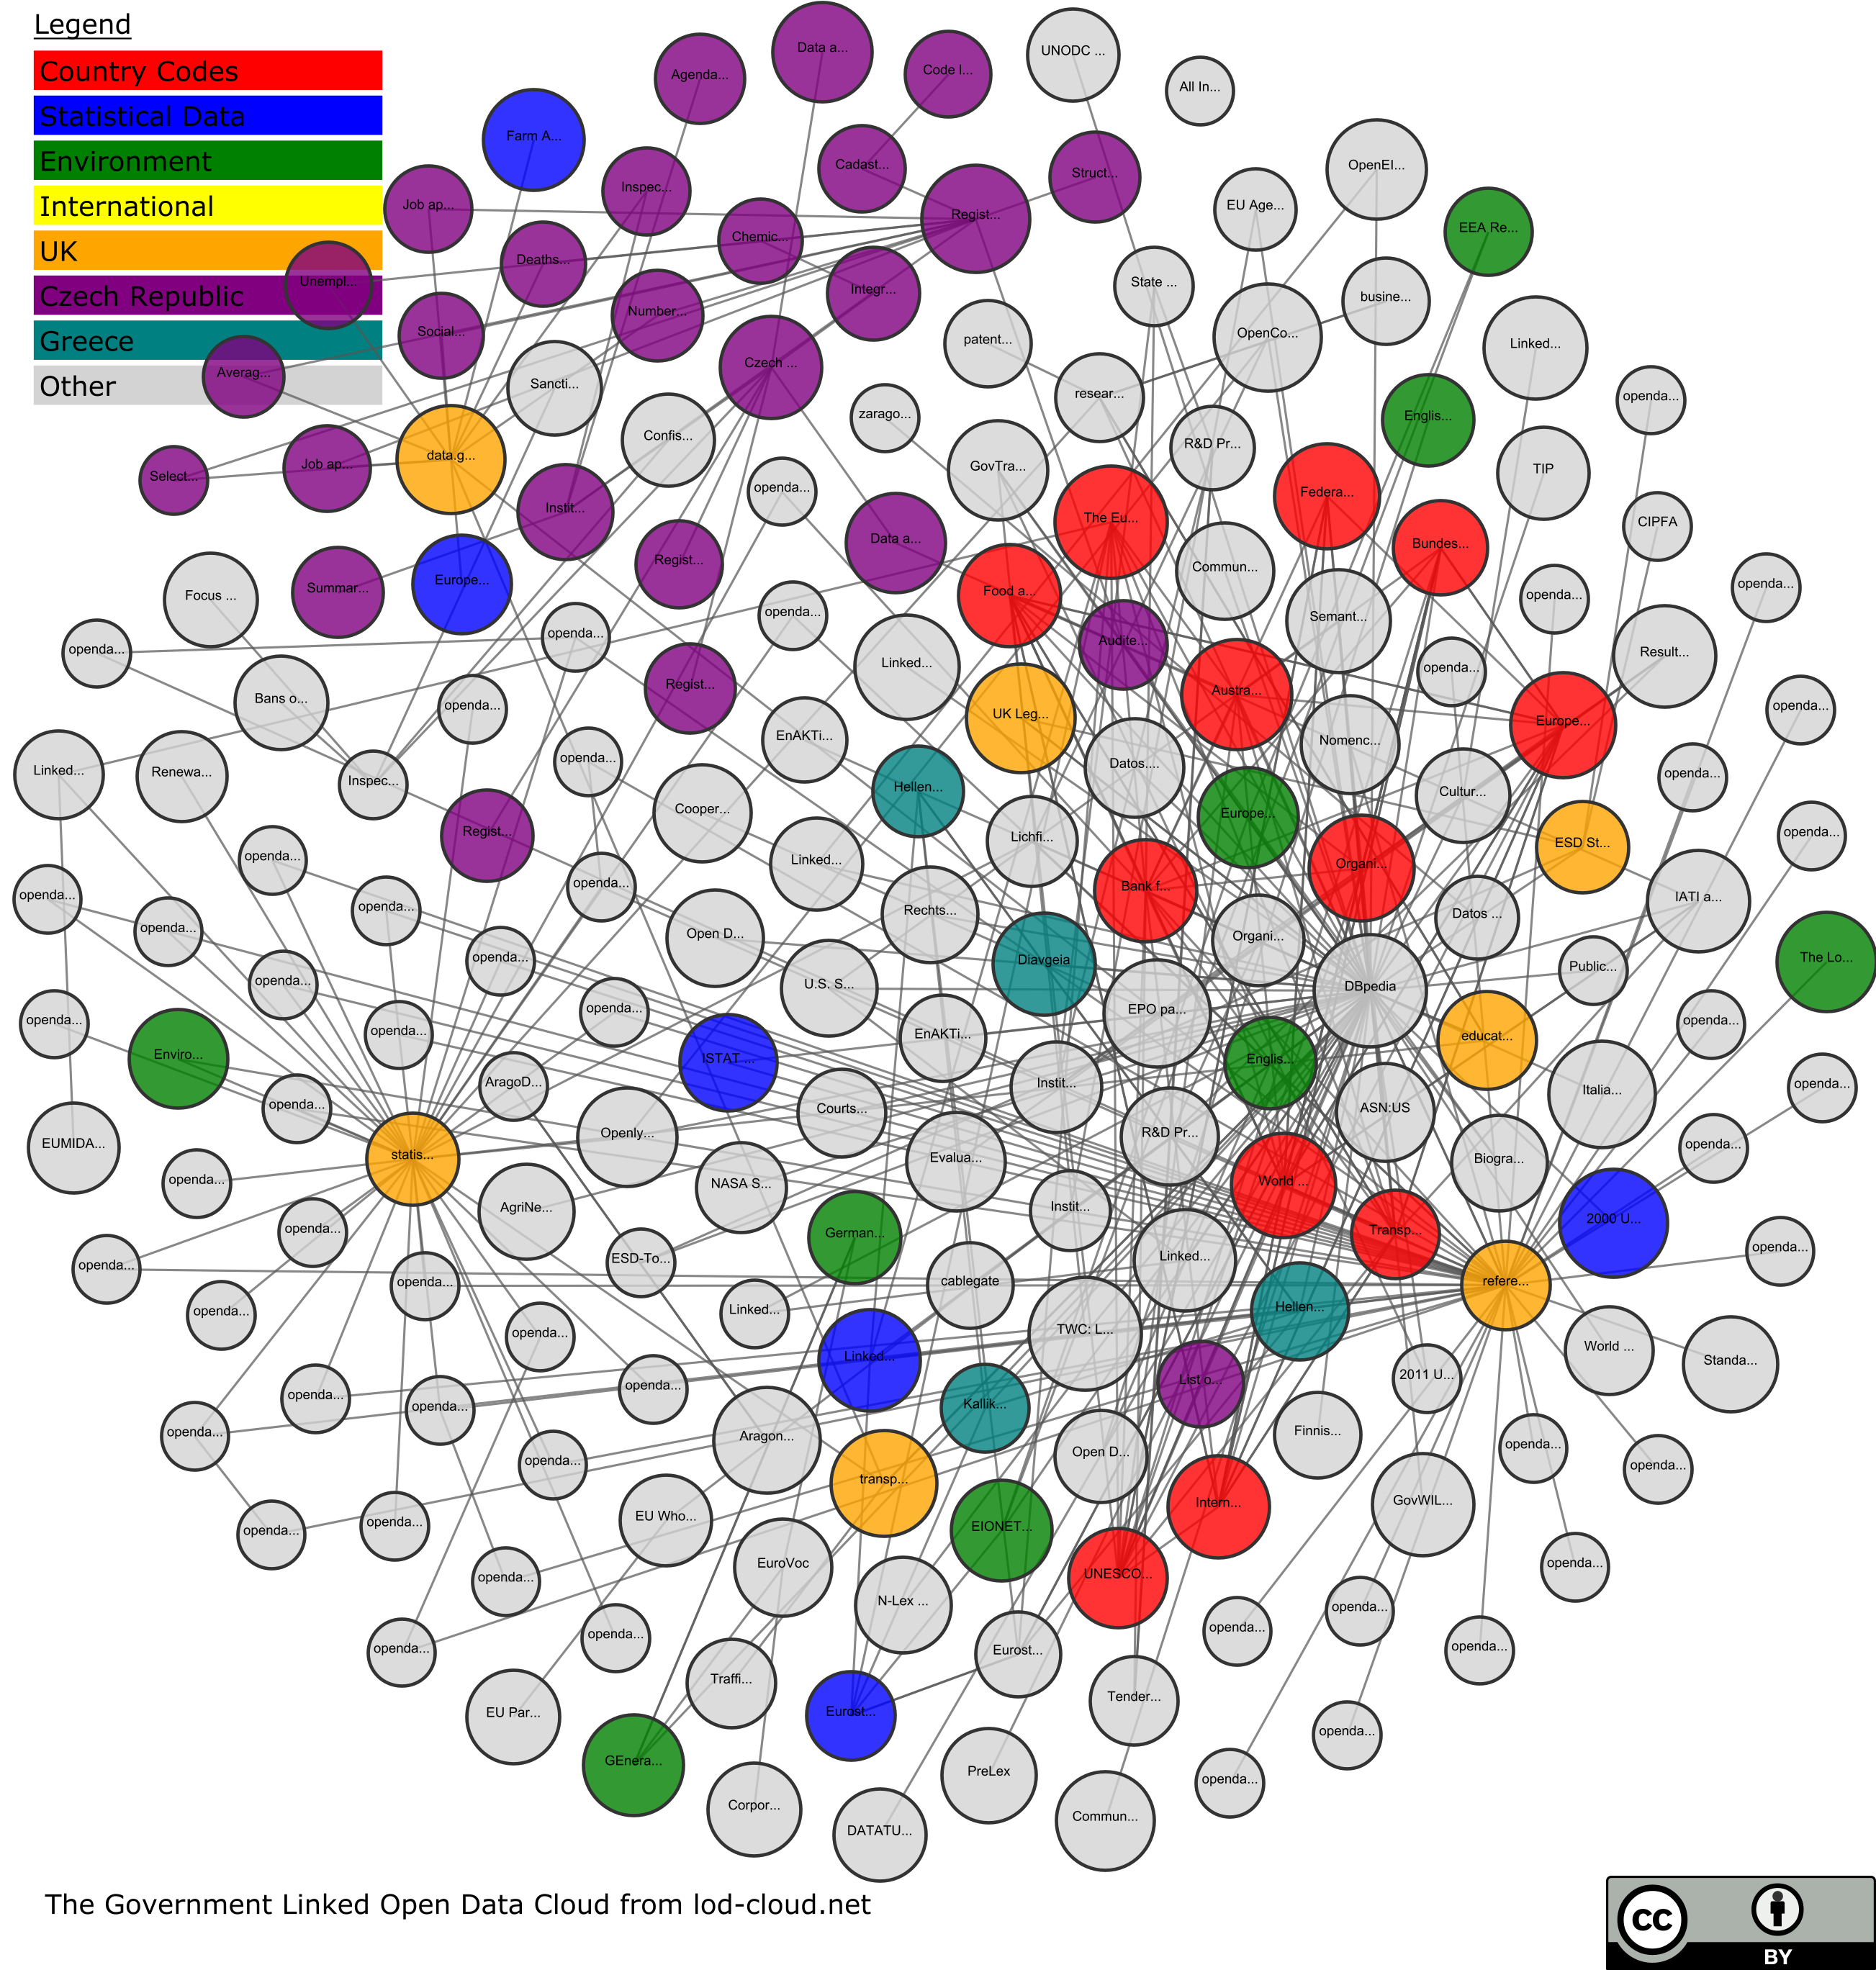 Legend
Country Codes
Statistical Data
Environment
International
UK
Czech Republic
Greece
Other
Data a...
Agenda...
Code l...
UNODC ...
All In...
Farm A...
Cadast...
Struct...
OpenEI...
Inspec...
Job ap...
Regist...
EU Age...
EEA Re...
Chemic...
Deaths...
Unempl...
Integr...
State ...
busine...
Number...
Social...
OpenCo...
patent...
Linked...
Czech ...
Averag...
Sancti...
resear...
openda...
zarago...
Englis...
Confis...
R&D Pr...
data.g...
Job ap...
Select...
GovTra...
TIP
openda...
Federa...
Instit...
The Eu...
CIPFA
Data a...
Bundes...
Regist...
Commun...
Europe...
Summar...
Focus ...
Food a...
openda...
openda...
openda...
Semant...
openda...
openda...
Audite...
Result...
Linked...
openda...
Regist...
Austra...
Bans o...
openda...
UK Leg...
openda...
Europe...
EnAKTi...
Nomenc...
openda...
Datos....
Linked...
Renewa...
Inspec...
openda...
Hellen...
Cultur...
Cooper...
Europe...
Regist...
Lichfi...
openda...
ESD St...
openda...
Linked...
Organi...
openda...
Bank f...
openda...
IATI a...
openda...
Rechts...
Datos ...
openda...
Open D...
Organi...
openda...
Diavgeia
The Lo...
Public...
openda...
U.S. S...
DBpedia
openda...
EPO pa...
openda...
openda...
EnAKTi...
educat...
Enviro...
ISTAT ...
Englis...
AragoD...
Instit...
openda...
Italia...
openda...
Courts...
ASN:US
Openly...
R&D Pr...
EUMIDA...
openda...
statis...
Evalua...
Biogra...
openda...
NASA S...
World ...
AgriNe...
Instit...
2000 U...
openda...
German...
Transp...
openda...
ESD-To...
Linked...
openda...
openda...
cablegate
refere...
openda...
Linked...
Hellen...
TWC: L...
openda...
World ...
Linked...
Standa...
2011 U...
openda...
List o...
openda...
Kallik...
openda...
Finnis...
openda...
Aragon...
openda...
Open D...
openda...
openda...
transp...
GovWIL...
Intern...
EU Who...
openda...
EIONET...
openda...
EuroVoc
openda...
UNESCO...
openda...
N-Lex ...
openda...
openda...
openda...
openda...
Eurost...
openda...
Traffi...
Tender...
EU Par...
Eurost...
openda...
GEnera...
PreLex
openda...
Corpor...
Commun...
DATATU...
The Government Linked Open Data Cloud from lod-cloud.net
cc
BY